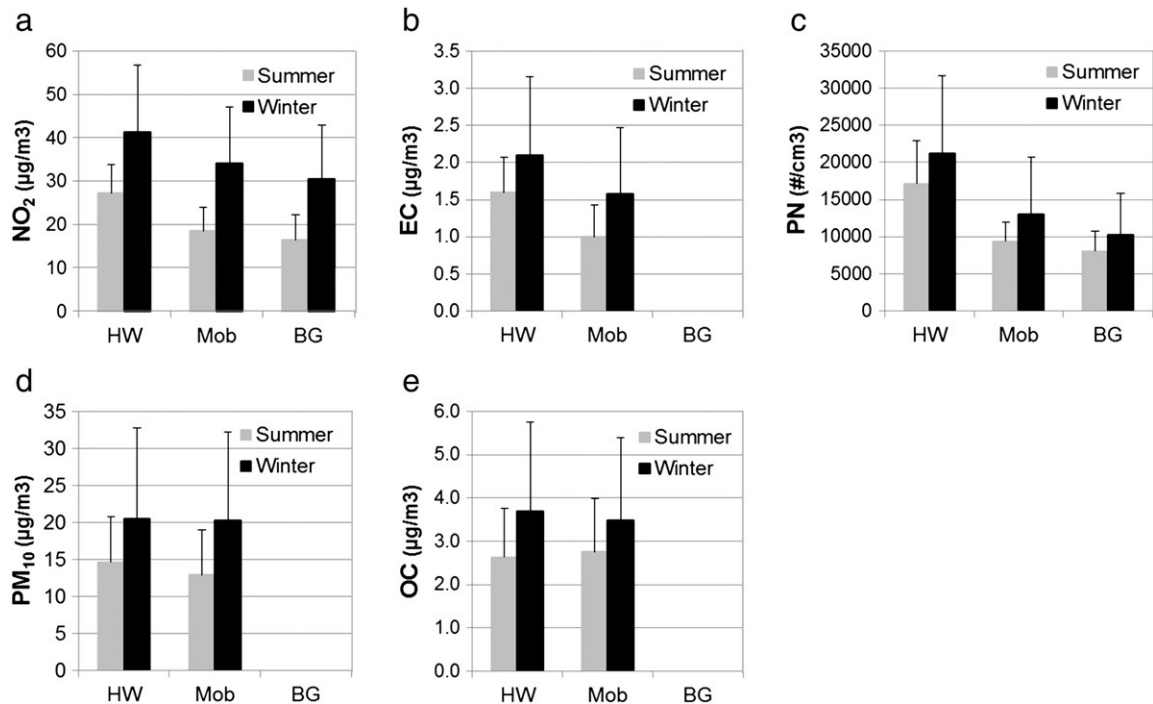 a
NO₂ (µg/m3)
60
50
40
30
20
10
0
Summer
Winter
HW Mob BG
b
EC (µg/m3)
3.5
3.0
2.5
2.0
1.5
1.0
0.5
0.0
Summer
Winter
HW Mob BG
c
PN (#/cm3)
35000
30000
25000
20000
15000
10000
5000
0
Summer
Winter
HW Mob BG
d
PM₁₀ (µg/m3)
35
30
25
20
15
10
5
0
Summer
Winter
HW Mob BG
e
OC (µg/m3)
6.0
5.0
4.0
3.0
2.0
1.0
0.0
Summer
Winter
HW Mob BG